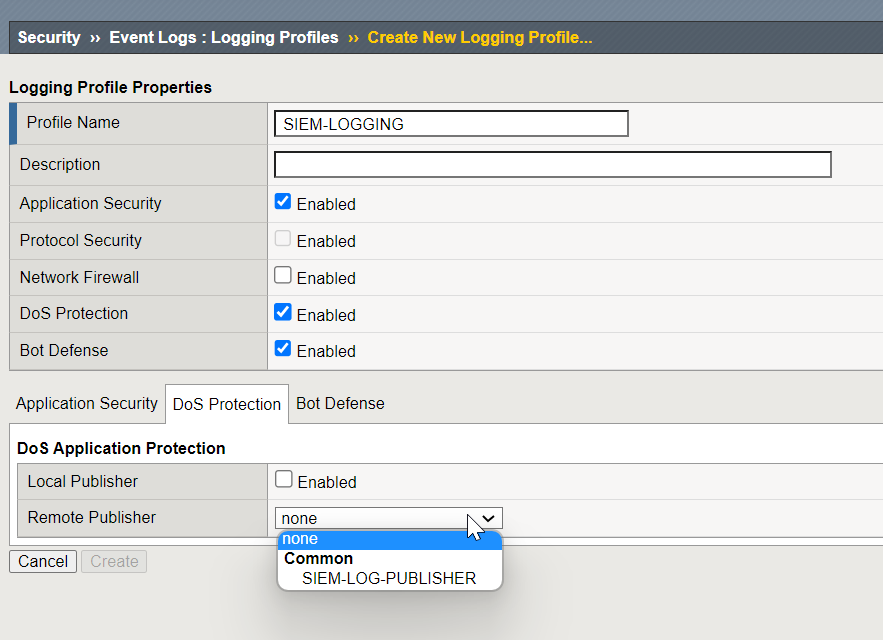 Security ›› Event Logs : Logging Profiles ›› Create New Logging Profile...
Logging Profile Properties
Profile Name SIEM-LOGGING
Description
Application Security Enabled
Protocol Security Enabled
Network Firewall Enabled
DoS Protection Enabled
Bot Defense Enabled
Application Security DoS Protection Bot Defense
DoS Application Protection
Local Publisher Enabled
Remote Publisher none
none
Common
SIEM-LOG-PUBLISHER
Cancel Create